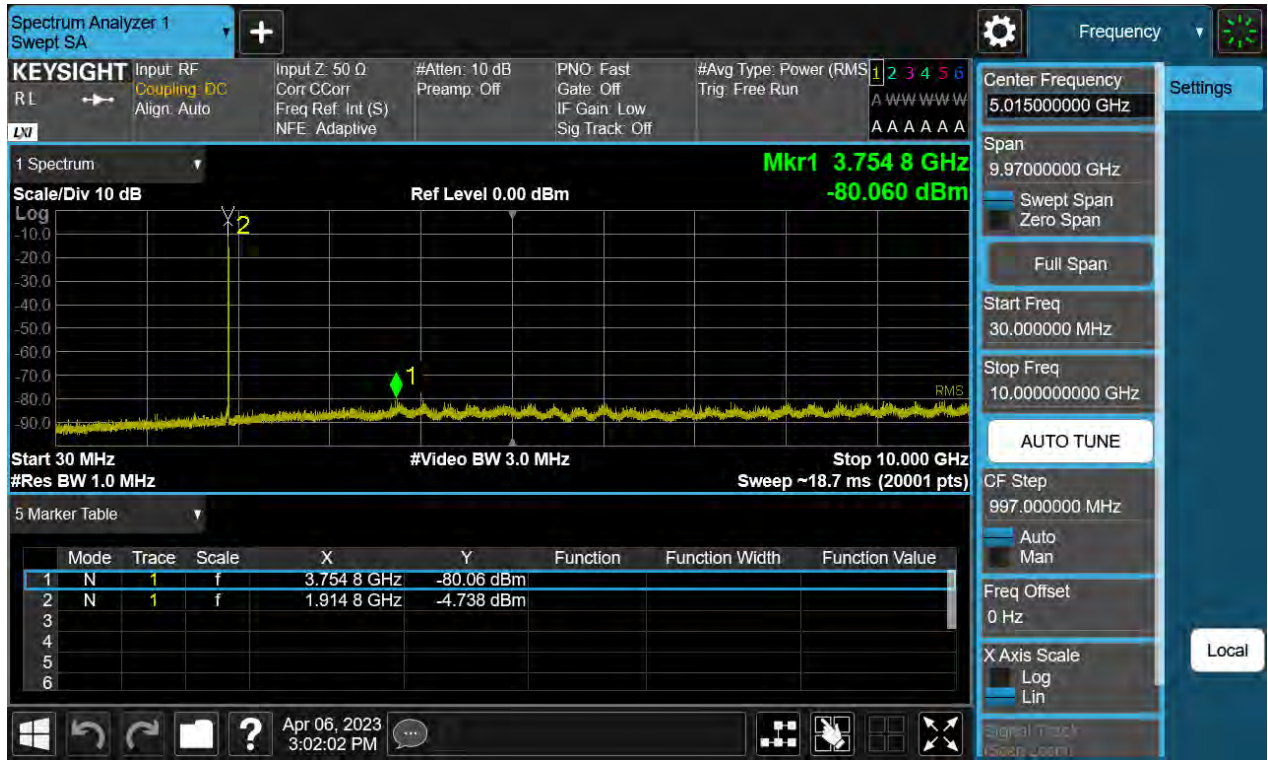 Spectrum Analyzer 1
Swept SA
+
Frequency
KEYSIGHT
RL
LXI
Input: RF
Coupling: DC
Align: Auto
Input Z: 50 Ω
Corr CCorr
Freq Ref: Int (S)
NFE: Adaptive
#Atten: 10 dB
Preamp: Off
PNO: Fast
Gate: Off
IF Gain: Low
Sig Track: Off
#Avg Type: Power (RMS
Trig: Free Run
1 2 3 4 5 6
A W W W W W
A A A A A A
1 Spectrum
Mkr1 3.754 8 GHz
Scale/Div 10 dB
Ref Level 0.00 dBm
-80.060 dBm
Log
2
-10.0
-20.0
-30.0
-40.0
-50.0
-60.0
-70.0
1
-80.0
RMS
-90.0
Start 30 MHz
#Video BW 3.0 MHz
Stop 10.000 GHz
#Res BW 1.0 MHz
Sweep ~18.7 ms (20001 pts)
5 Marker Table
Mode Trace Scale X Y Function Function Width Function Value
1 N 1 f 3.754 8 GHz -80.06 dBm
2 N 1 f 1.914 8 GHz -4.738 dBm
3
4
5
6
?
Apr 06, 2023
3:02:02 PM
Center Frequency
5.015000000 GHz
Settings
Span
9.97000000 GHz
Swept Span
Zero Span
Full Span
Start Freq
30.000000 MHz
Stop Freq
10.000000000 GHz
AUTO TUNE
CF Step
997.000000 MHz
Auto
Man
Freq Offset
0 Hz
X Axis Scale
Log
Lin
Local
Signal Track
(Span Zoom)